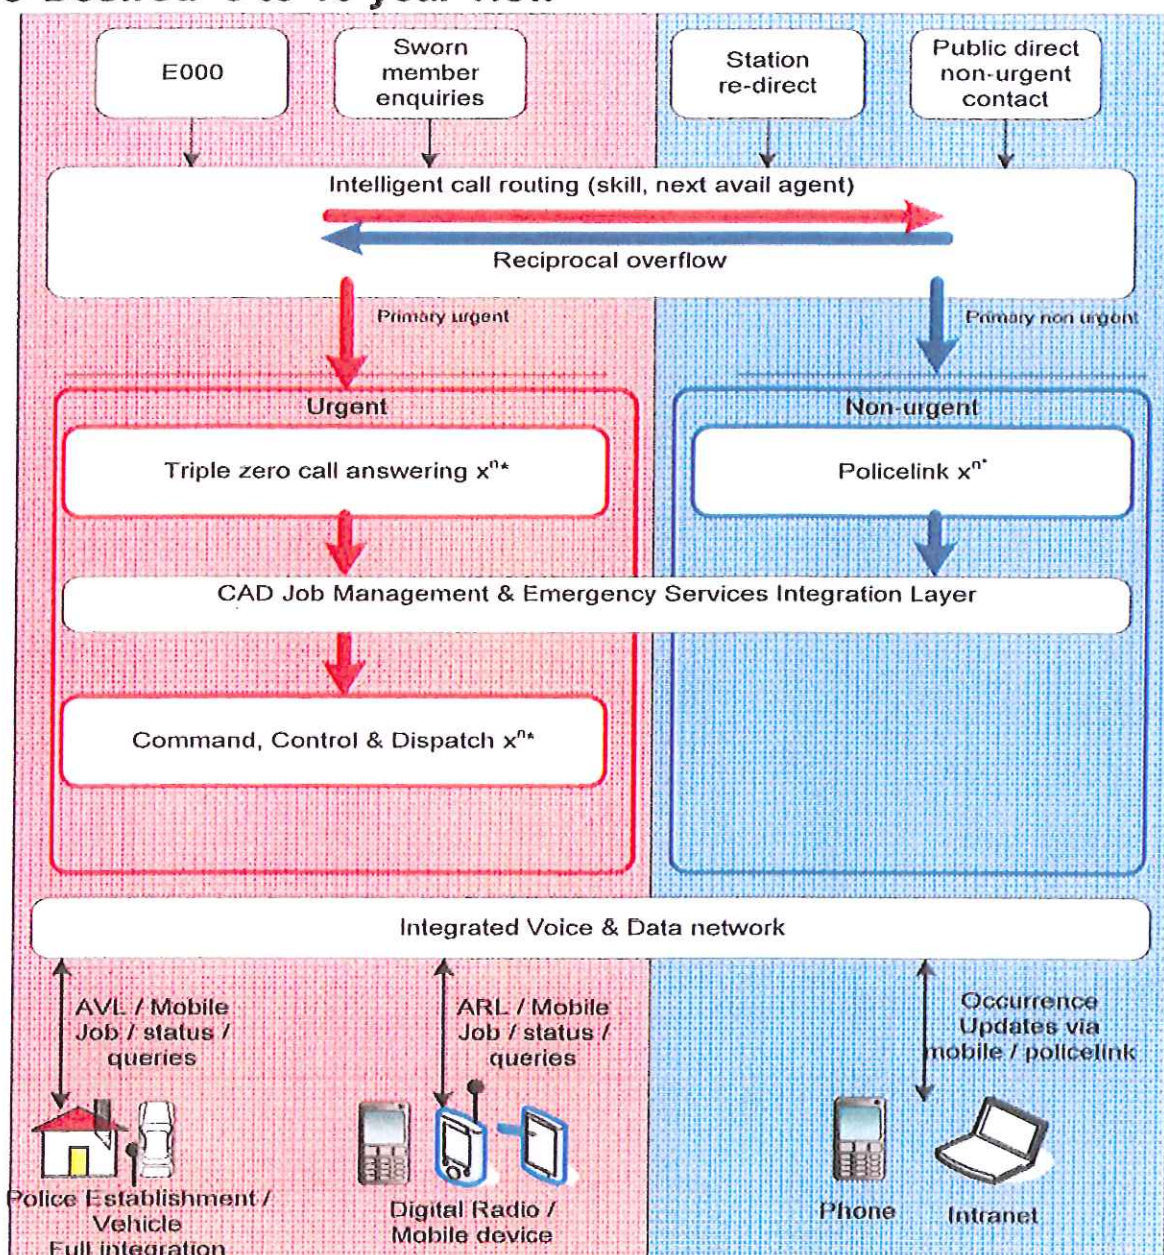 E000
Sworn
member
enquiries
Station
re-direct
Public direct
non-urgent
contact
Intelligent call routing (skill, next avail agent)
Reciprocal overflow
Primary urgent
Primary non urgent
Urgent
Non-urgent
Triple zero call answering xⁿ*
Policelink xⁿ*
CAD Job Management & Emergency Services Integration Layer
Command, Control & Dispatch xⁿ*
Integrated Voice & Data network
AVL / Mobile
Job / status /
queries
ARL / Mobile
Job / status /
queries
Occurrence
Updates via
mobile / policelink
Police Establishment /
Vehicle
Full integration
Digital Radio /
Mobile device
Phone
Intranet